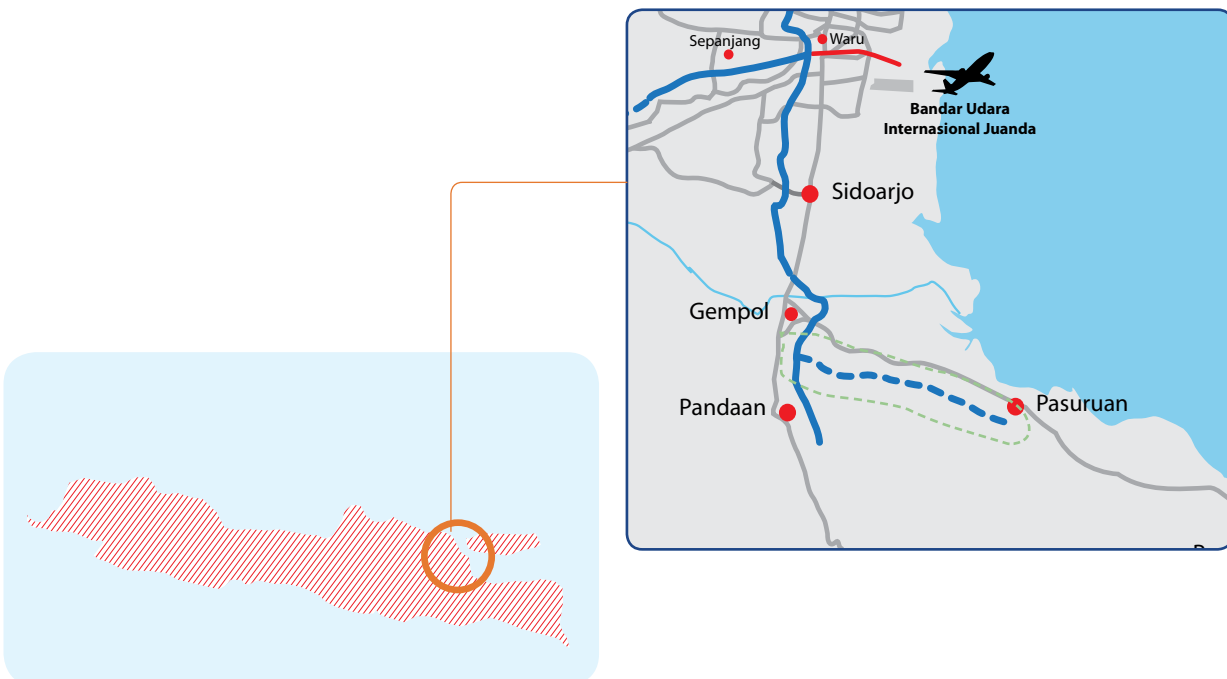 Sepanjang
Waru
Bandar Udara
Internasional Juanda
Sidoarjo
Gempol
Pandaan
Pasuruan